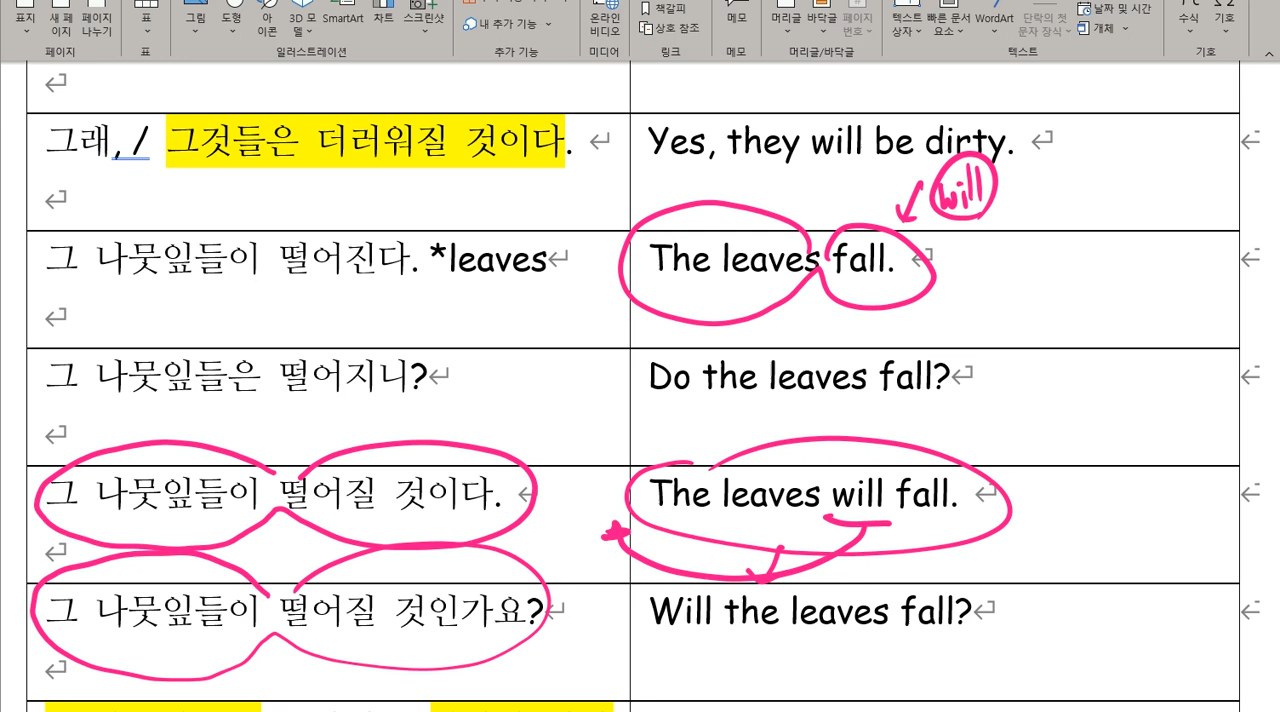 표지 새 페 이지 페이지 나누기 표 그림 도형 아 이콘 3D 모 델 SmartArt 차트 스크린샷 내 추가 기능 온라인 비디오 책갈피 상호 참조 메모 머리글 바닥글 페이지 번호 텍스트 상자 빠른 문서 요소 WordArt 단락의 첫 문자 장식 날짜 및 시간 개체 수식 기호
페이지 표 일러스트레이션 추가 기능 미디어 링크 메모 머리글/바닥글 텍스트 기호
그래, / 그것들은 더러워질 것이다.
Yes, they will be dirty.
will
그 나뭇잎들이 떨어진다. *leaves
The leaves fall.
그 나뭇잎들은 떨어지니?
Do the leaves fall?
그 나뭇잎들이 떨어질 것이다.
The leaves will fall.
그 나뭇잎들이 떨어질 것인가요?
Will the leaves fall?